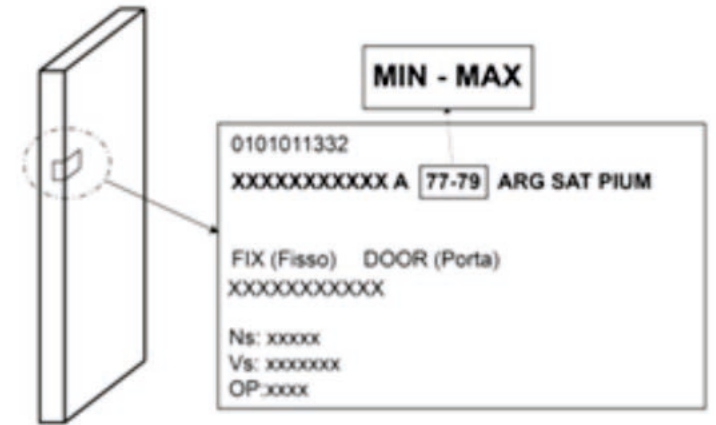 MIN - MAX
0101011332
XXXXXXXXXXX A 77-79 ARG SAT PIUM
FIX (Fisso) DOOR (Porta)
XXXXXXXXXXX
Ns: xxxxx
Vs: xxxxxxx
OP:xxxx